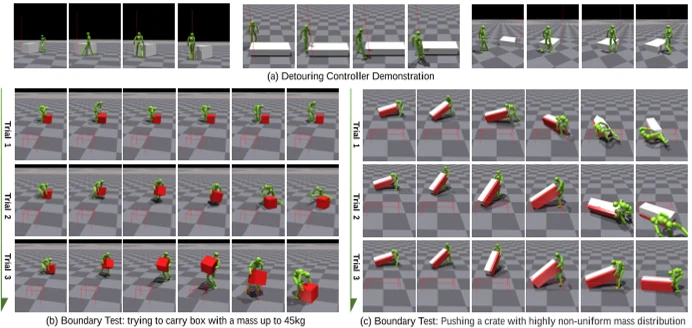 (a) Detouring Controller Demonstration
Trial 1
Trial 2
Trial 3
(b) Boundary Test: trying to carry box with a mass up to 45kg
Trial 1
Trial 2
Trial 3
(c) Boundary Test: Pushing a crate with highly non-uniform mass distribution